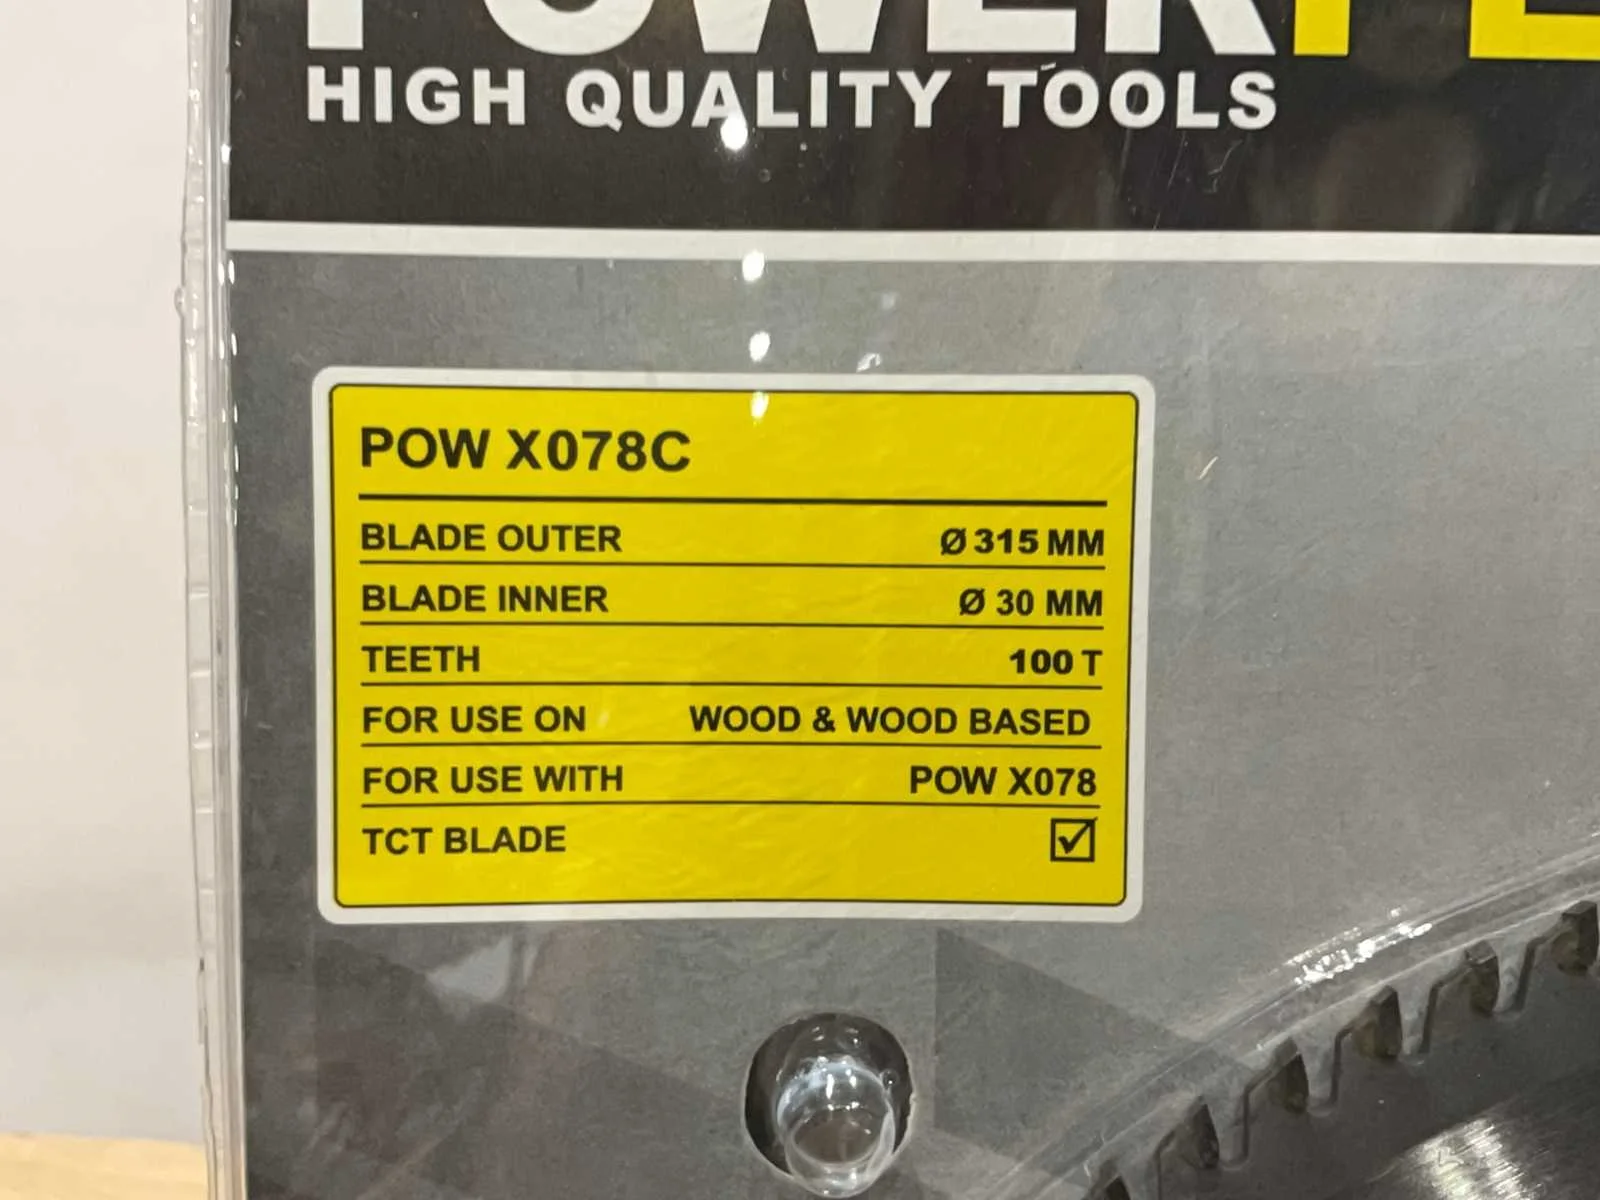 POWER
HIGH QUALITY TOOLS
POW X078C
BLADE OUTER Ø 315 MM
BLADE INNER Ø 30 MM
TEETH 100 T
FOR USE ON WOOD & WOOD BASED
FOR USE WITH POW X078
TCT BLADE ☑